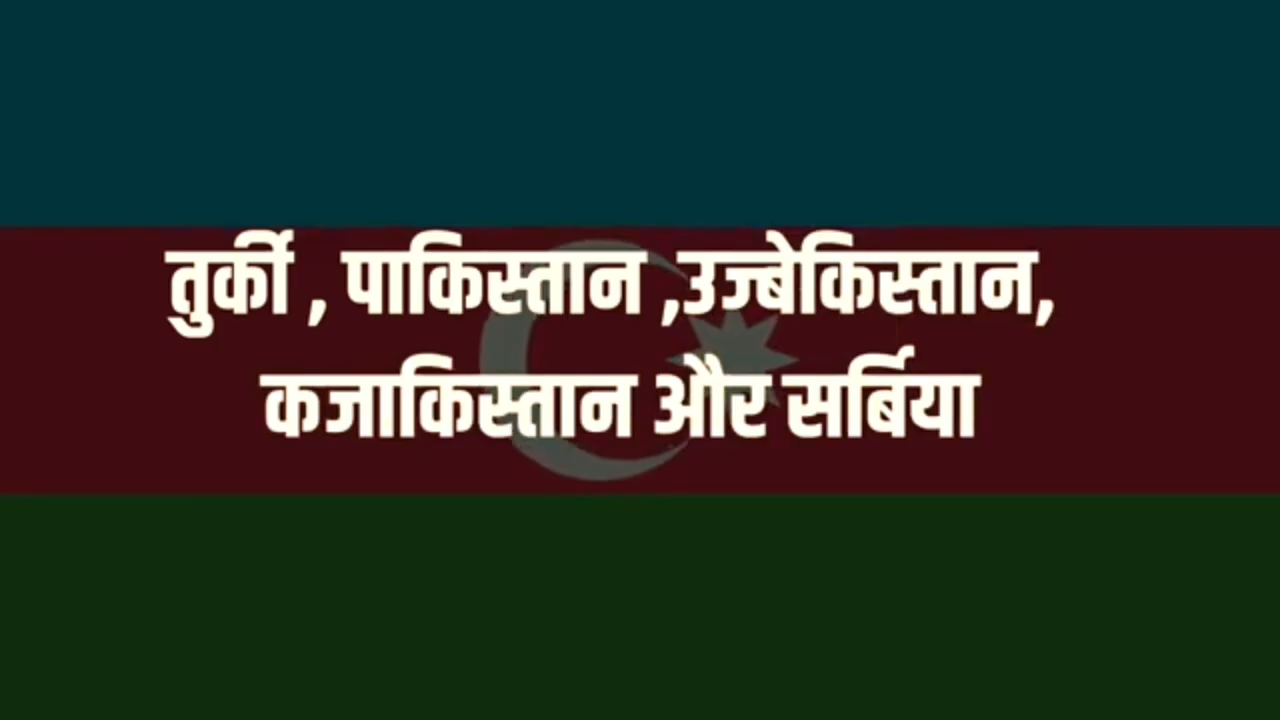 तुर्की , पाकिस्तान ,उज्बेकिस्तान,
कजाकिस्तान और सर्बिया